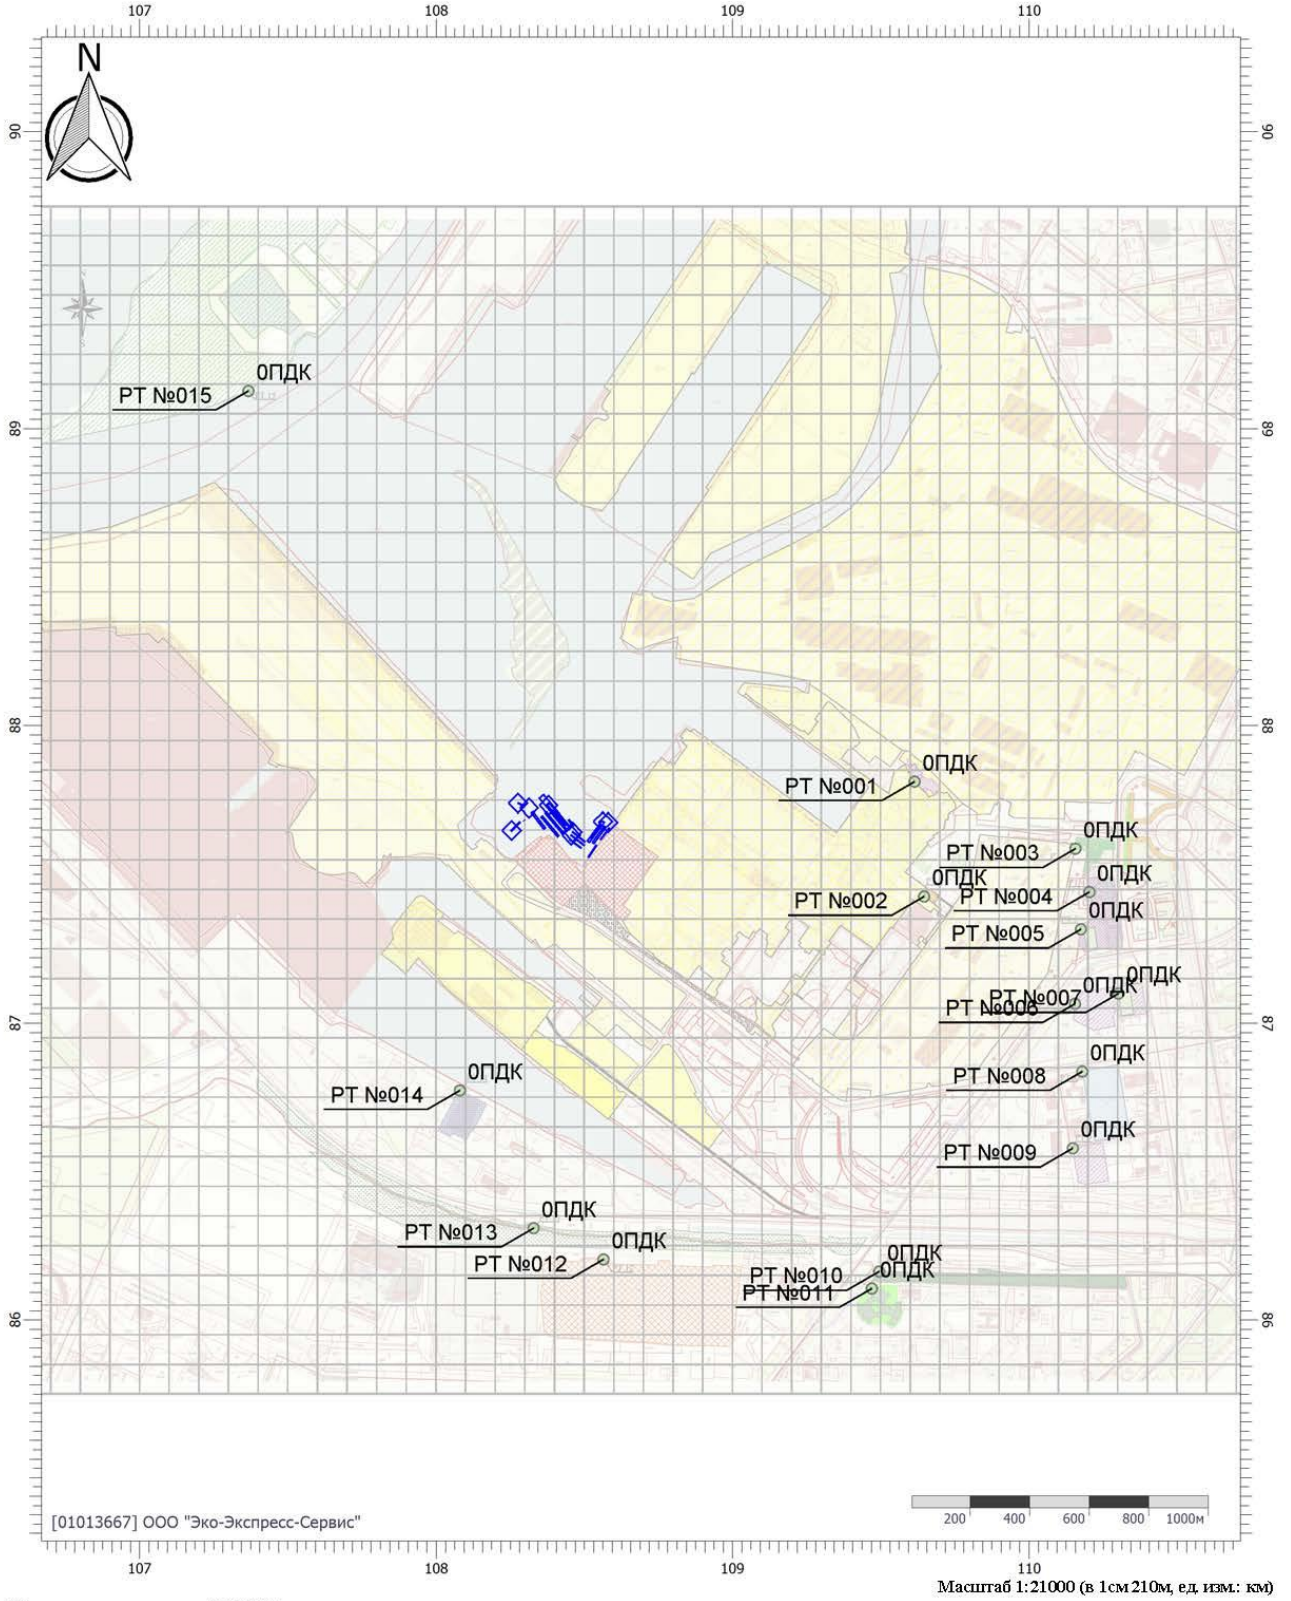 107 108 109 110
N
90 90
0ПДК
РТ №015
89 89
88 88
0ПДК
РТ №001
0ПДК
РТ №003
0ПДК
РТ №002
0ПДК
РТ №004
0ПДК
РТ №005
0ПДК
РТ №007
0ПДК
РТ №006
87 87
0ПДК
РТ №008
0ПДК
РТ №014
0ПДК
РТ №009
0ПДК
РТ №013
0ПДК
РТ №012
0ПДК
РТ №010
0ПДК
РТ №011
86 86
200 400 600 800 1000м
[01013667] ООО "Эко-Экспресс-Сервис"
107 108 109 110
Масштаб 1:21000 (в 1см 210м, ед. изм.: км)